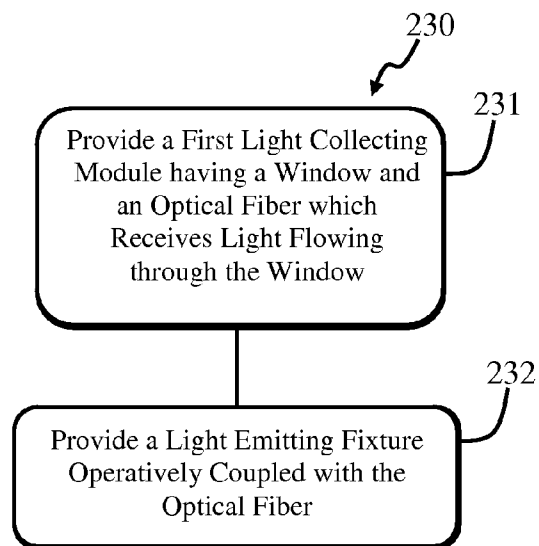 230
231
Provide a First Light Collecting
Module having a Window and
an Optical Fiber which
Receives Light Flowing
through the Window
232
Provide a Light Emitting Fixture
Operatively Coupled with the
Optical Fiber